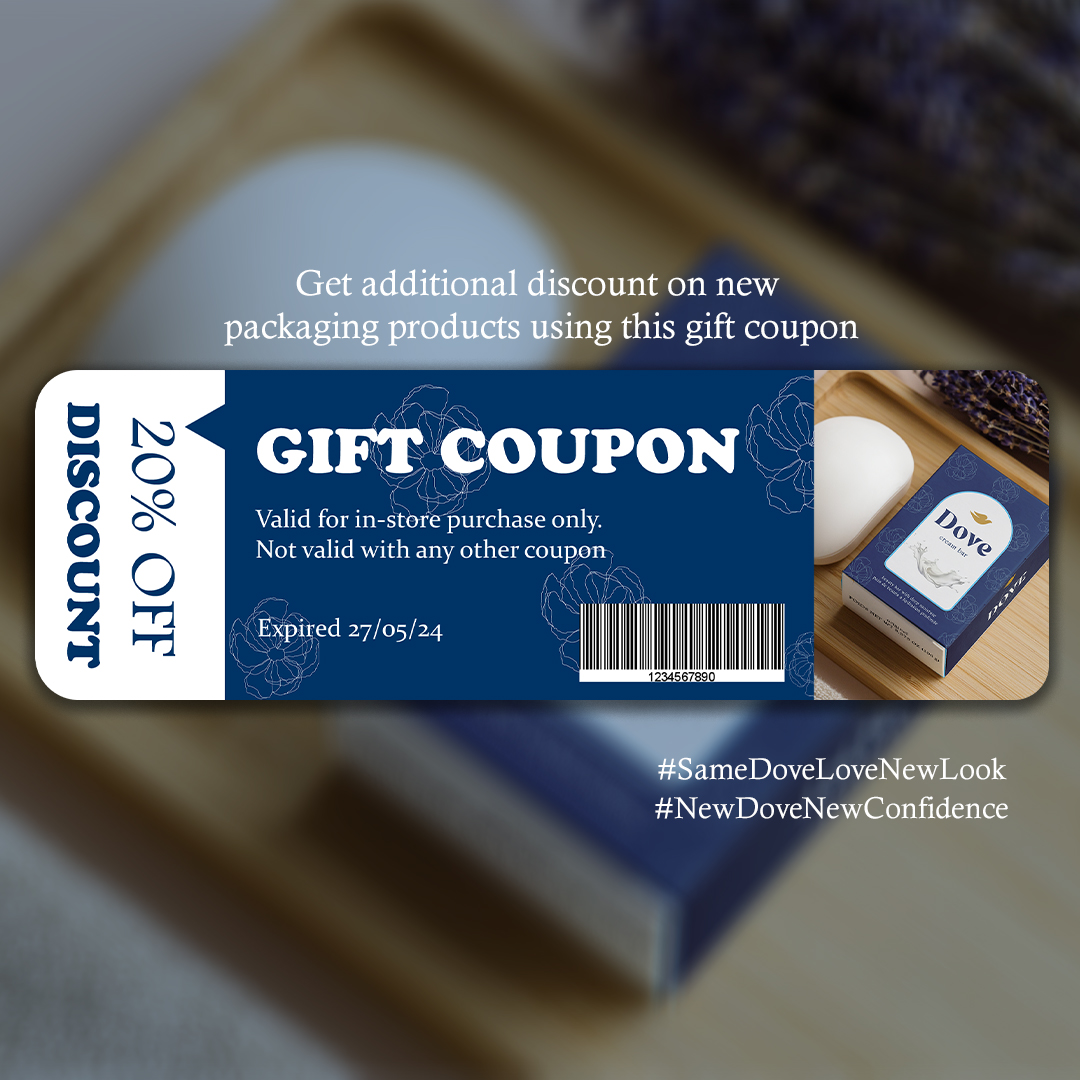 Get additional discount on new
packaging products using this gift coupon
DISCOUNT
20% OFF
GIFT COUPON
Valid for in-store purchase only.
Not valid with any other coupon
Expired 27/05/24
1234567890
Dove
cream bar
DOVE
#SameDoveLoveNewLook
#NewDoveNewConfidence